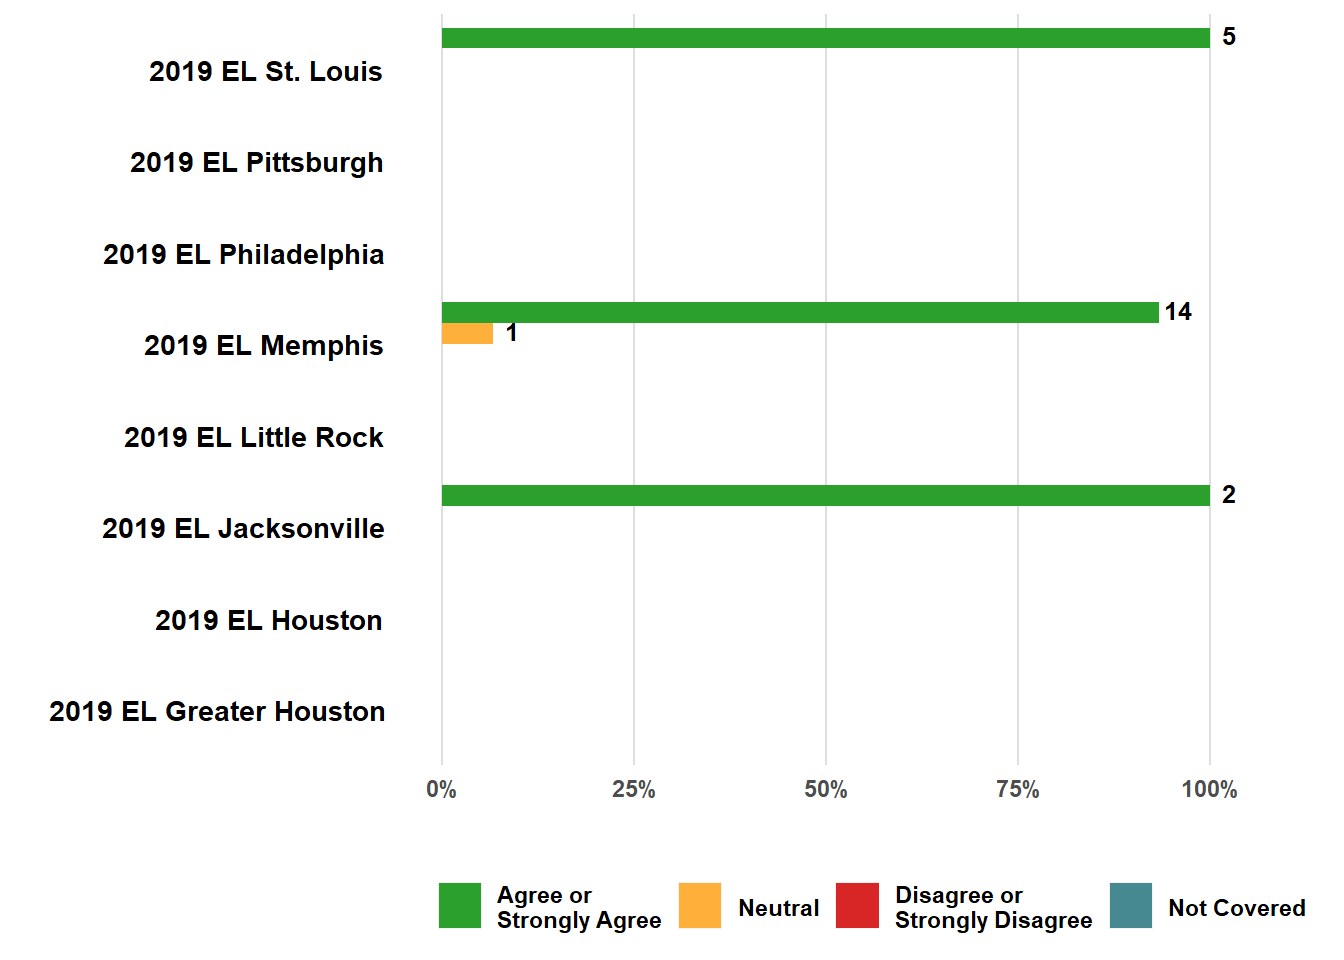 5
2019 EL St. Louis
2019 EL Pittsburgh
2019 EL Philadelphia
14
1
2019 EL Memphis
2019 EL Little Rock
2
2019 EL Jacksonville
2019 EL Houston
2019 EL Greater Houston
0% 25% 50% 75% 100%
Agree or
Strongly Agree
Neutral
Disagree or
Strongly Disagree
Not Covered